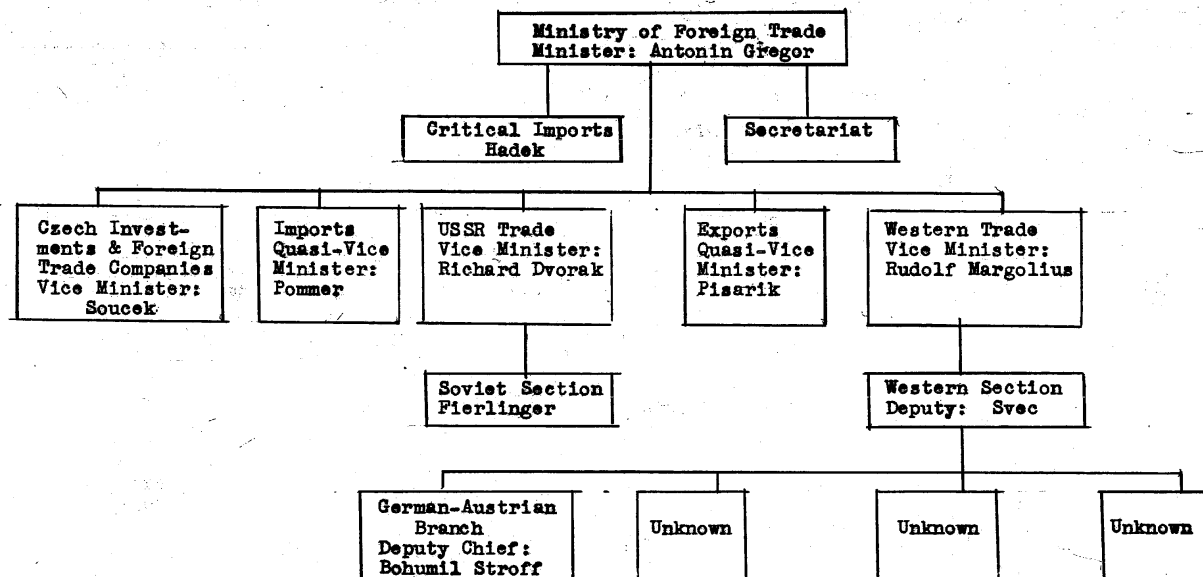 Ministry of Foreign Trade
Minister: Antonin Gregor
Critical Imports
Hadek
Secretariat
Czech Invest-
ments & Foreign
Trade Companies
Vice Minister:
Soucek
Imports
Quasi-Vice
Minister:
Pommer
USSR Trade
Vice Minister:
Richard Dvorak
Exports
Quasi-Vice
Minister:
Pisarik
Western Trade
Vice Minister:
Rudolf Margolius
Soviet Section
Fierlinger
Western Section
Deputy: Svec
German-Austrian
Branch
Deputy Chief:
Bohumil Stroff
Unknown
Unknown
Unknown